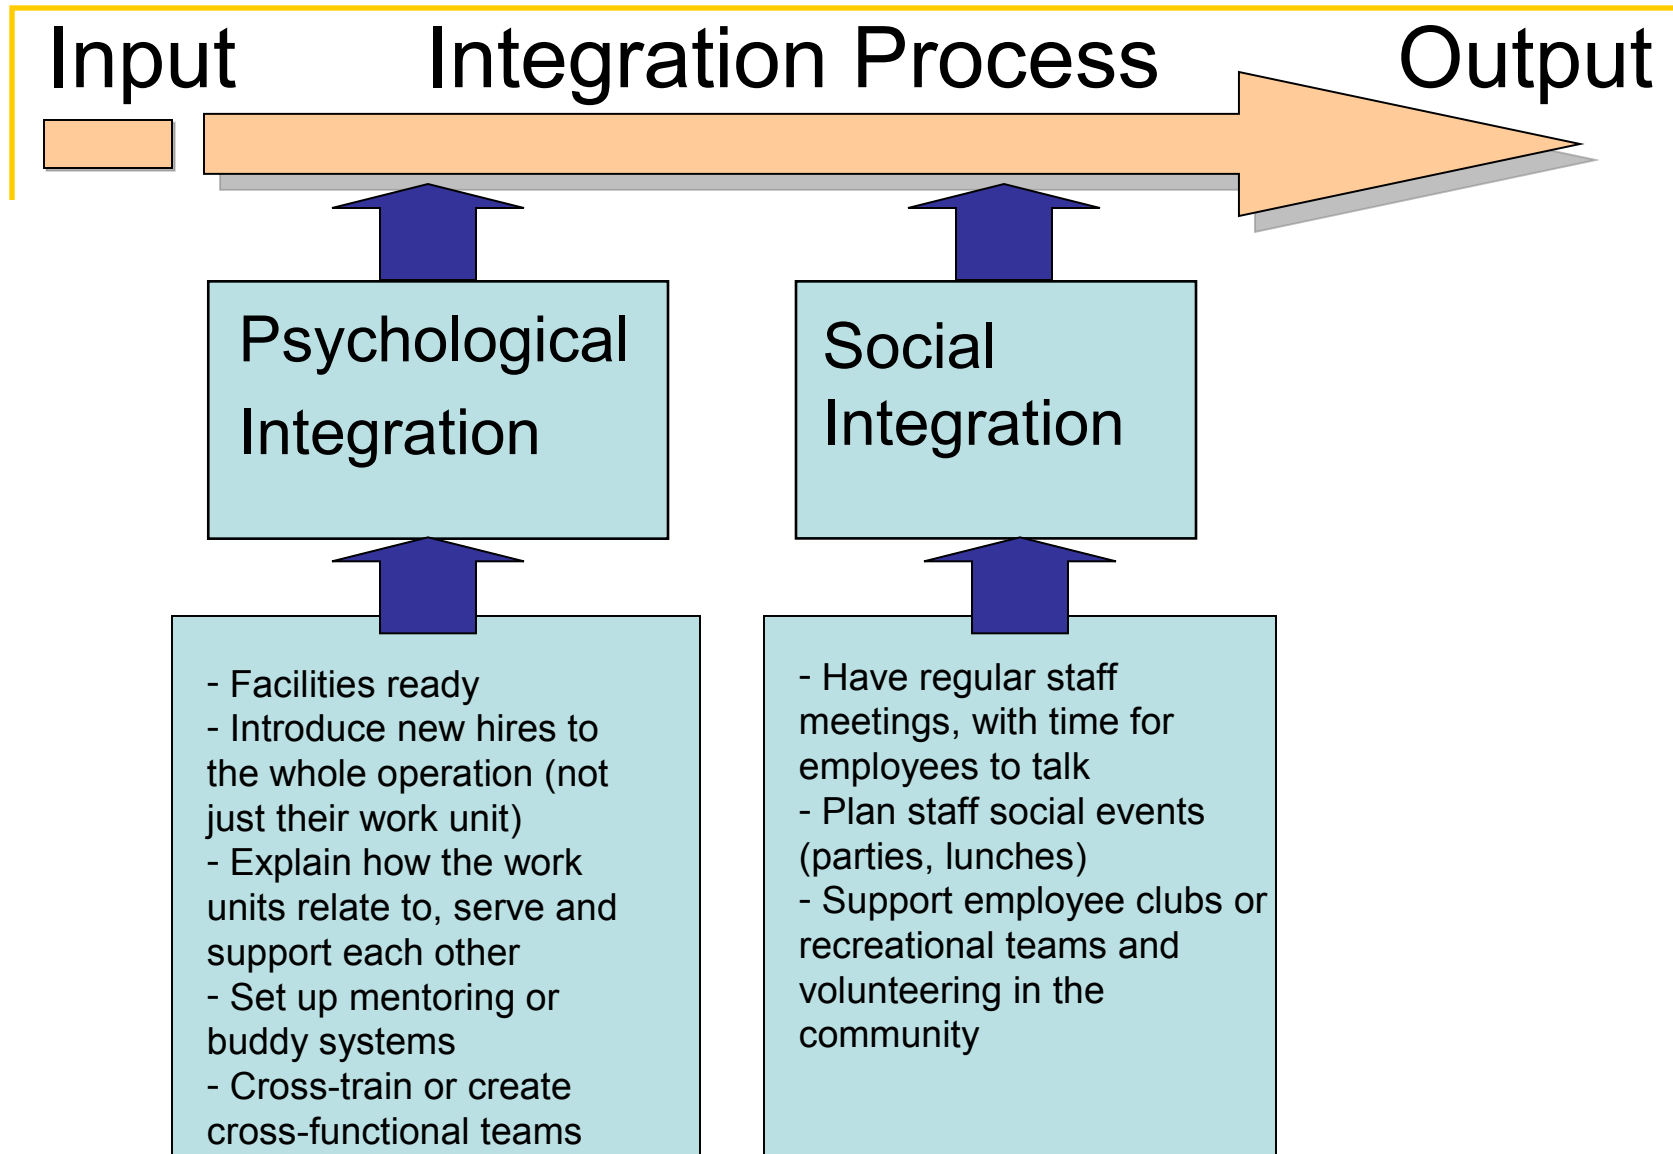 Input Integration Process Output
Psychological
Integration
Social
Integration
- Facilities ready
- Introduce new hires to
the whole operation (not
just their work unit)
- Explain how the work
units relate to, serve and
support each other
- Set up mentoring or
buddy systems
- Cross-train or create
cross-functional teams
- Have regular staff
meetings, with time for
employees to talk
- Plan staff social events
(parties, lunches)
- Support employee clubs or
recreational teams and
volunteering in the
community